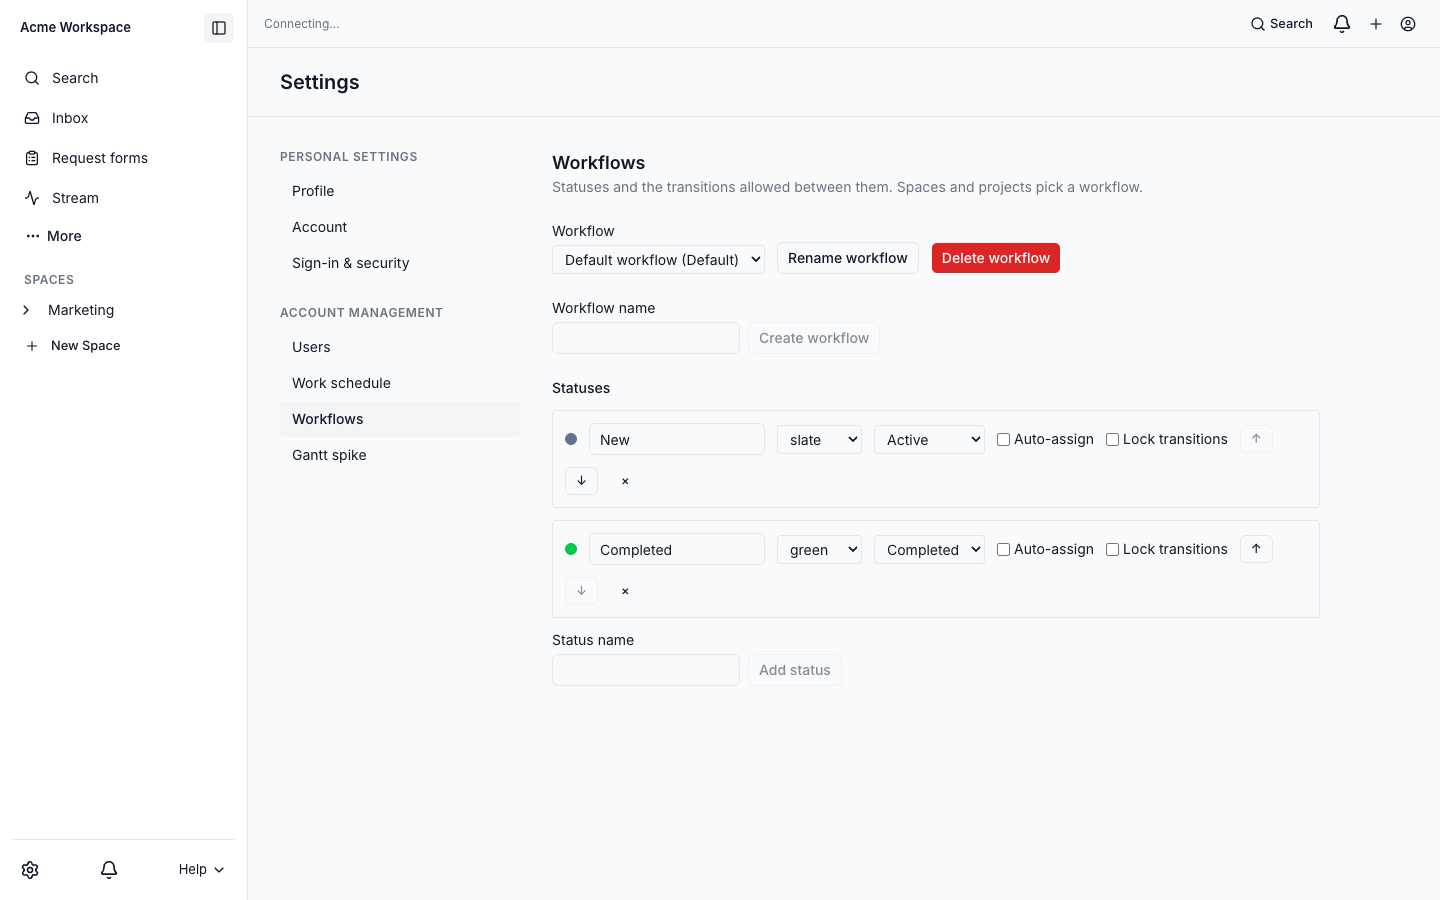 Acme Workspace
Search
Inbox
Request forms
Stream
More
SPACES
Marketing
New Space
Help
Connecting...
Search
Settings
PERSONAL SETTINGS
Profile
Account
Sign-in & security
ACCOUNT MANAGEMENT
Users
Work schedule
Workflows
Gantt spike
Workflows
Statuses and the transitions allowed between them. Spaces and projects pick a workflow.
Workflow
Default workflow (Default) Rename workflow Delete workflow
Workflow name
Create workflow
Statuses
New slate Active Auto-assign Lock transitions ↑
↓ ×
Completed green Completed Auto-assign Lock transitions ↑
↓ ×
Status name
Add status